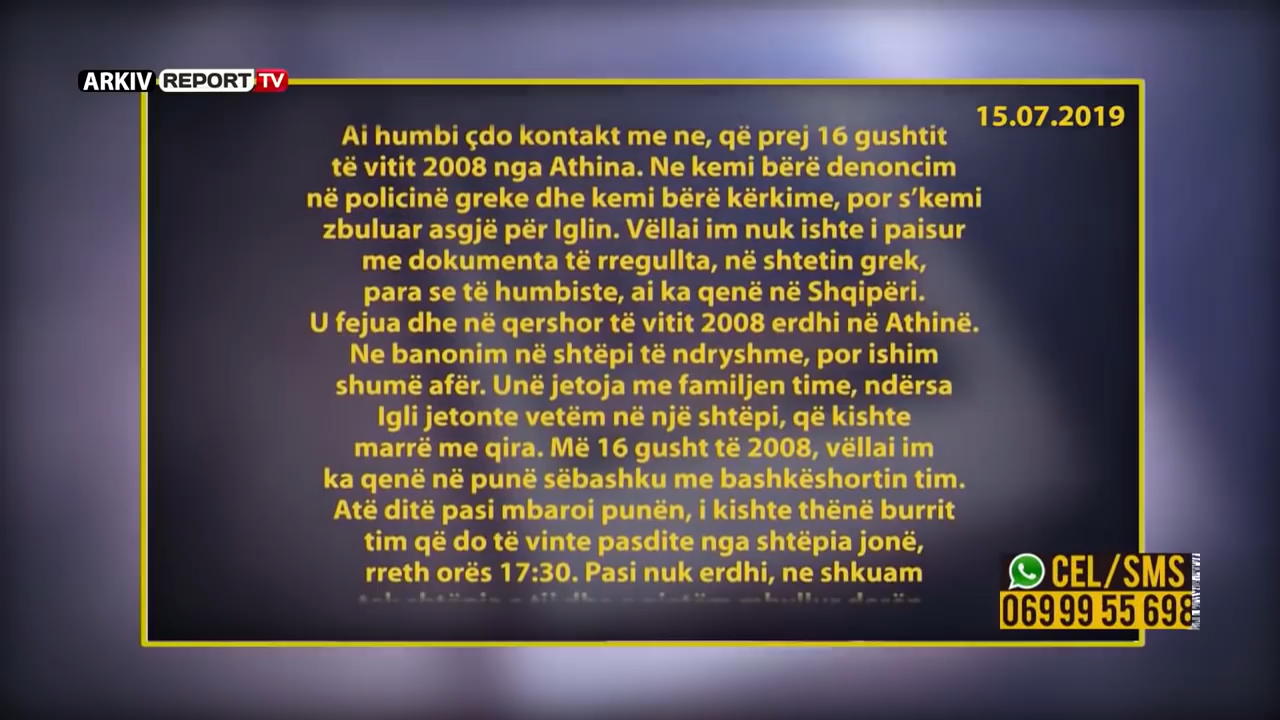 ARKIV REPORT TV
15.07.2019
Ai humbi çdo kontakt me ne, që prej 16 gushtit
të vitit 2008 nga Athina. Ne kemi bërë denoncim
në policinë greke dhe kemi bërë kërkime, por s’kemi
zbuluar asgjë për Iglin. Vëllai im nuk ishte i paisur
me dokumenta të rregullta, në shtetin grek,
para se të humbiste, ai ka qenë në Shqipëri.
U fejua dhe në qershor të vitit 2008 erdhi në Athinë.
Ne banonim në shtëpi të ndryshme, por ishim
shumë afër. Unë jetoja me familjen time, ndërsa
Igli jetonte vetëm në një shtëpi, që kishte
marrë me qira. Më 16 gusht të 2008, vëllai im
ka qenë në punë sëbashku me bashkëshortin tim.
Atë ditë pasi mbaroi punën, i kishte thënë burrit
tim që do të vinte pasdite nga shtëpia jonë,
rreth orës 17:30. Pasi nuk erdhi, ne shkuam
CEL/SMS
069 99 55 698